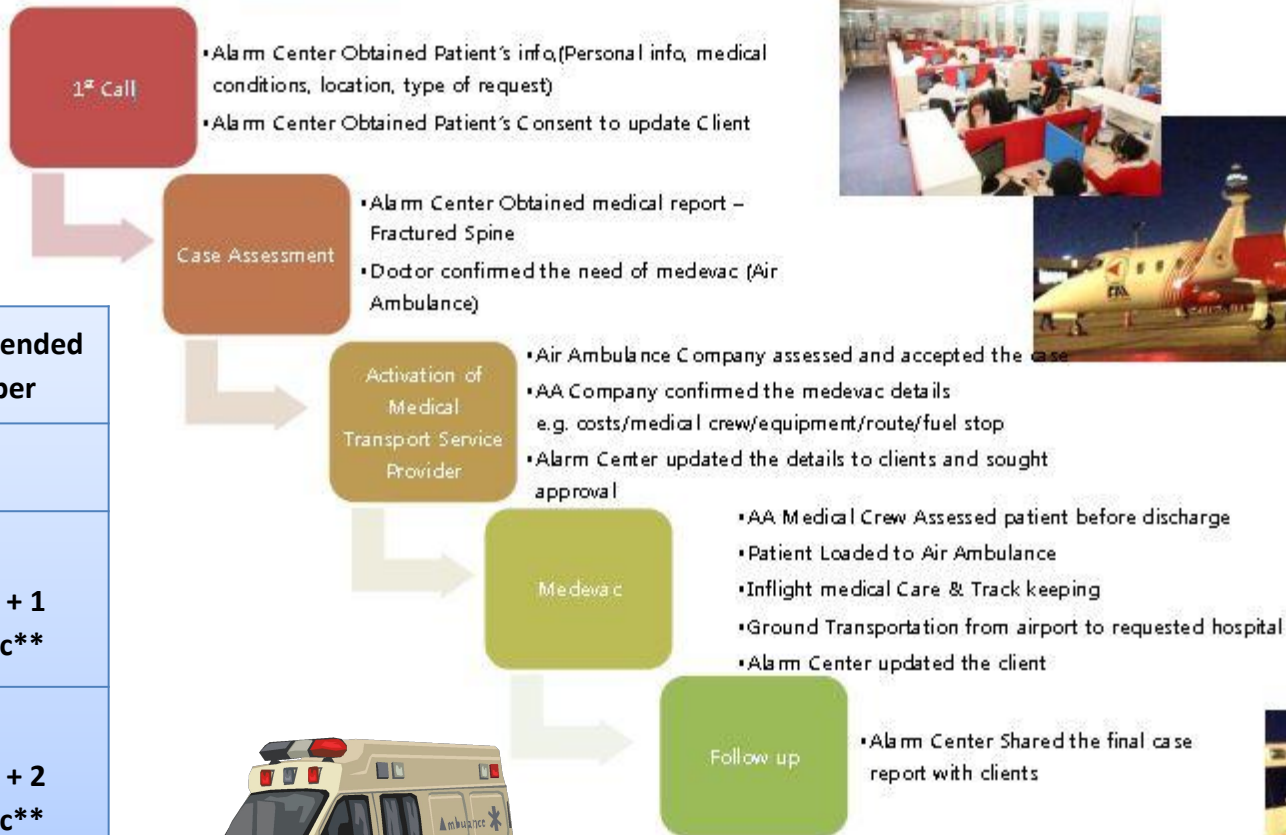 1st Call
▪Alarm Center Obtained Patient's info,(Personal info, medical
conditions, location, type of request)
▪Alarm Center Obtained Patient's Consent to update Client
Case Assessment
▪Alarm Center Obtained medical report –
Fractured Spine
▪Doctor confirmed the need of medevac (Air
Ambulance)
Activation of
Medical
Transport Service
Provider
▪Air Ambulance Company assessed and accepted the case
▪AA Company confirmed the medevac details
e.g. costs/medical crew/equipment/route/fuel stop
▪Alarm Center updated the details to clients and sought
approval
Medevac
▪AA Medical Crew Assessed patient before discharge
▪Patient Loaded to Air Ambulance
▪Inflight medical Care & Track keeping
▪Ground Transportation from airport to requested hospital
▪Alarm Center updated the client
Follow up
▪Alarm Center Shared the final case
report with clients
ended
+ 1
c**
+ 2
c**
Ambulance